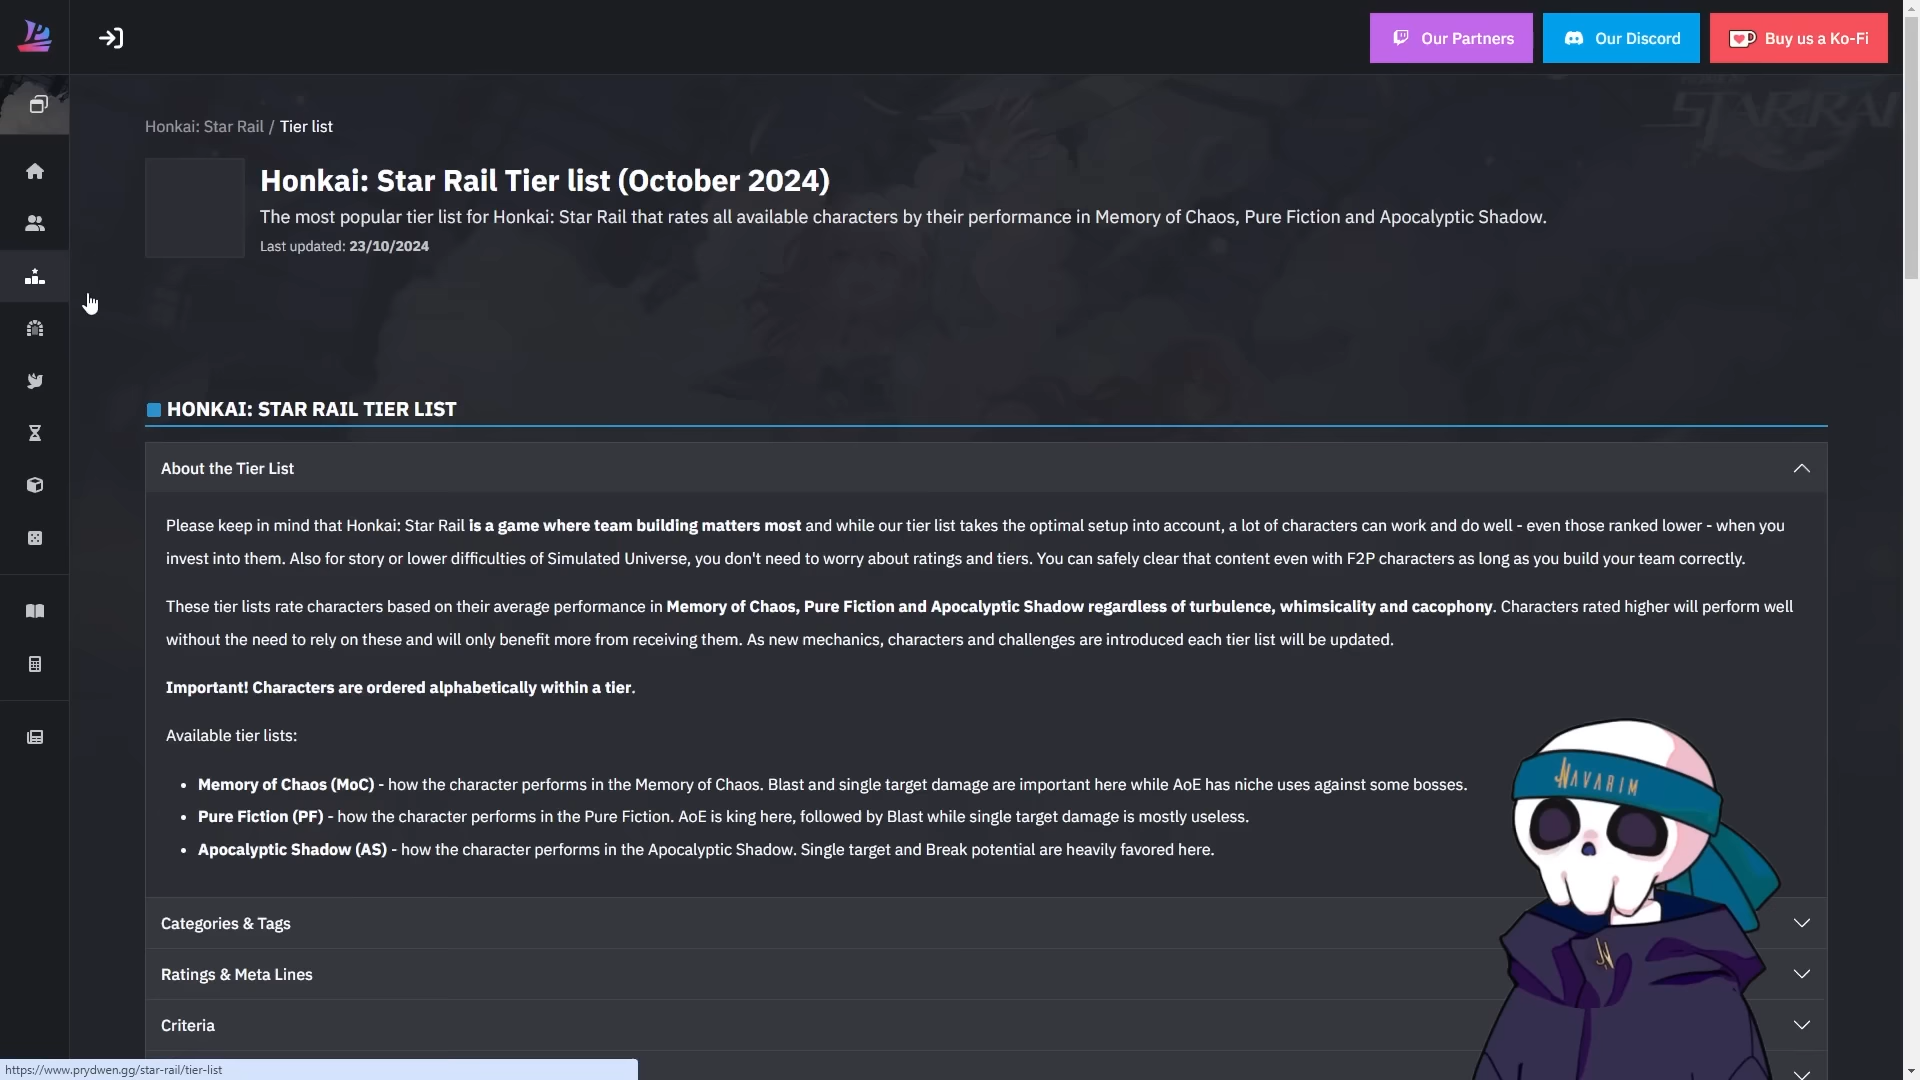 Our Partners
Our Discord
Buy us a Ko-Fi
Honkai: Star Rail / Tier list
Honkai: Star Rail Tier list (October 2024)
The most popular tier list for Honkai: Star Rail that rates all available characters by their performance in Memory of Chaos, Pure Fiction and Apocalyptic Shadow.
Last updated: 23/10/2024
HONKAI: STAR RAIL TIER LIST
About the Tier List
Please keep in mind that Honkai: Star Rail is a game where team building matters most and while our tier list takes the optimal setup into account, a lot of characters can work and do well - even those ranked lower - when you
invest into them. Also for story or lower difficulties of Simulated Universe, you don't need to worry about ratings and tiers. You can safely clear that content even with F2P characters as long as you build your team correctly.
These tier lists rate characters based on their average performance in Memory of Chaos, Pure Fiction and Apocalyptic Shadow regardless of turbulence, whimsicality and cacophony. Characters rated higher will perform well
without the need to rely on these and will only benefit more from receiving them. As new mechanics, characters and challenges are introduced each tier list will be updated.
Important! Characters are ordered alphabetically within a tier.
Available tier lists:
• Memory of Chaos (MoC) - how the character performs in the Memory of Chaos. Blast and single target damage are important here while AoE has niche uses against some bosses.
• Pure Fiction (PF) - how the character performs in the Pure Fiction. AoE is king here, followed by Blast while single target damage is mostly useless.
• Apocalyptic Shadow (AS) - how the character performs in the Apocalyptic Shadow. Single target and Break potential are heavily favored here.
NAVARIM
Categories & Tags
Ratings & Meta Lines
Criteria
https://www.prydwen.gg/star-rail/tier-list